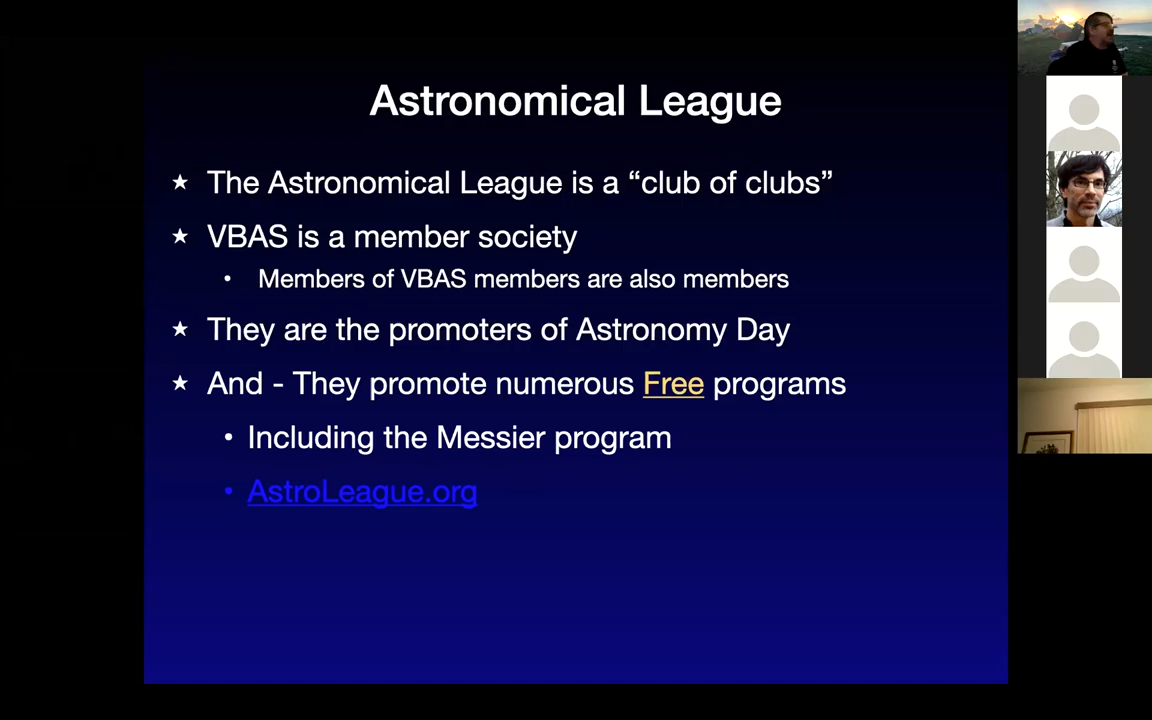 Astronomical League
★ The Astronomical League is a “club of clubs”
★ VBAS is a member society
• Members of VBAS members are also members
★ They are the promoters of Astronomy Day
★ And - They promote numerous Free programs
• Including the Messier program
• AstroLeague.org